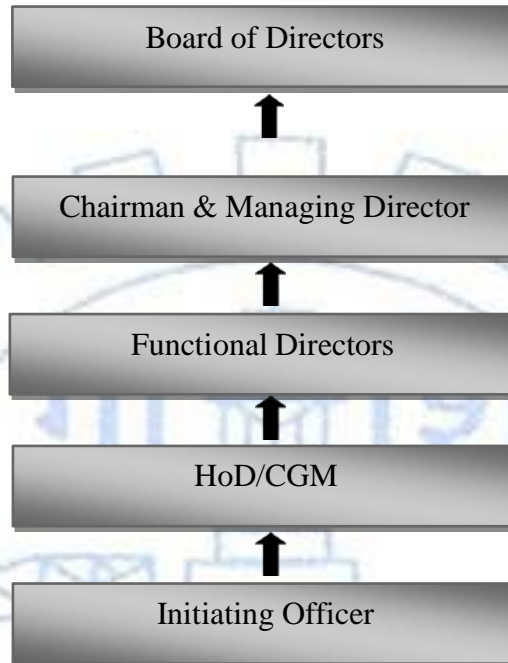 Board of Directors
Chairman & Managing Director
Functional Directors
HoD/CGM
Initiating Officer